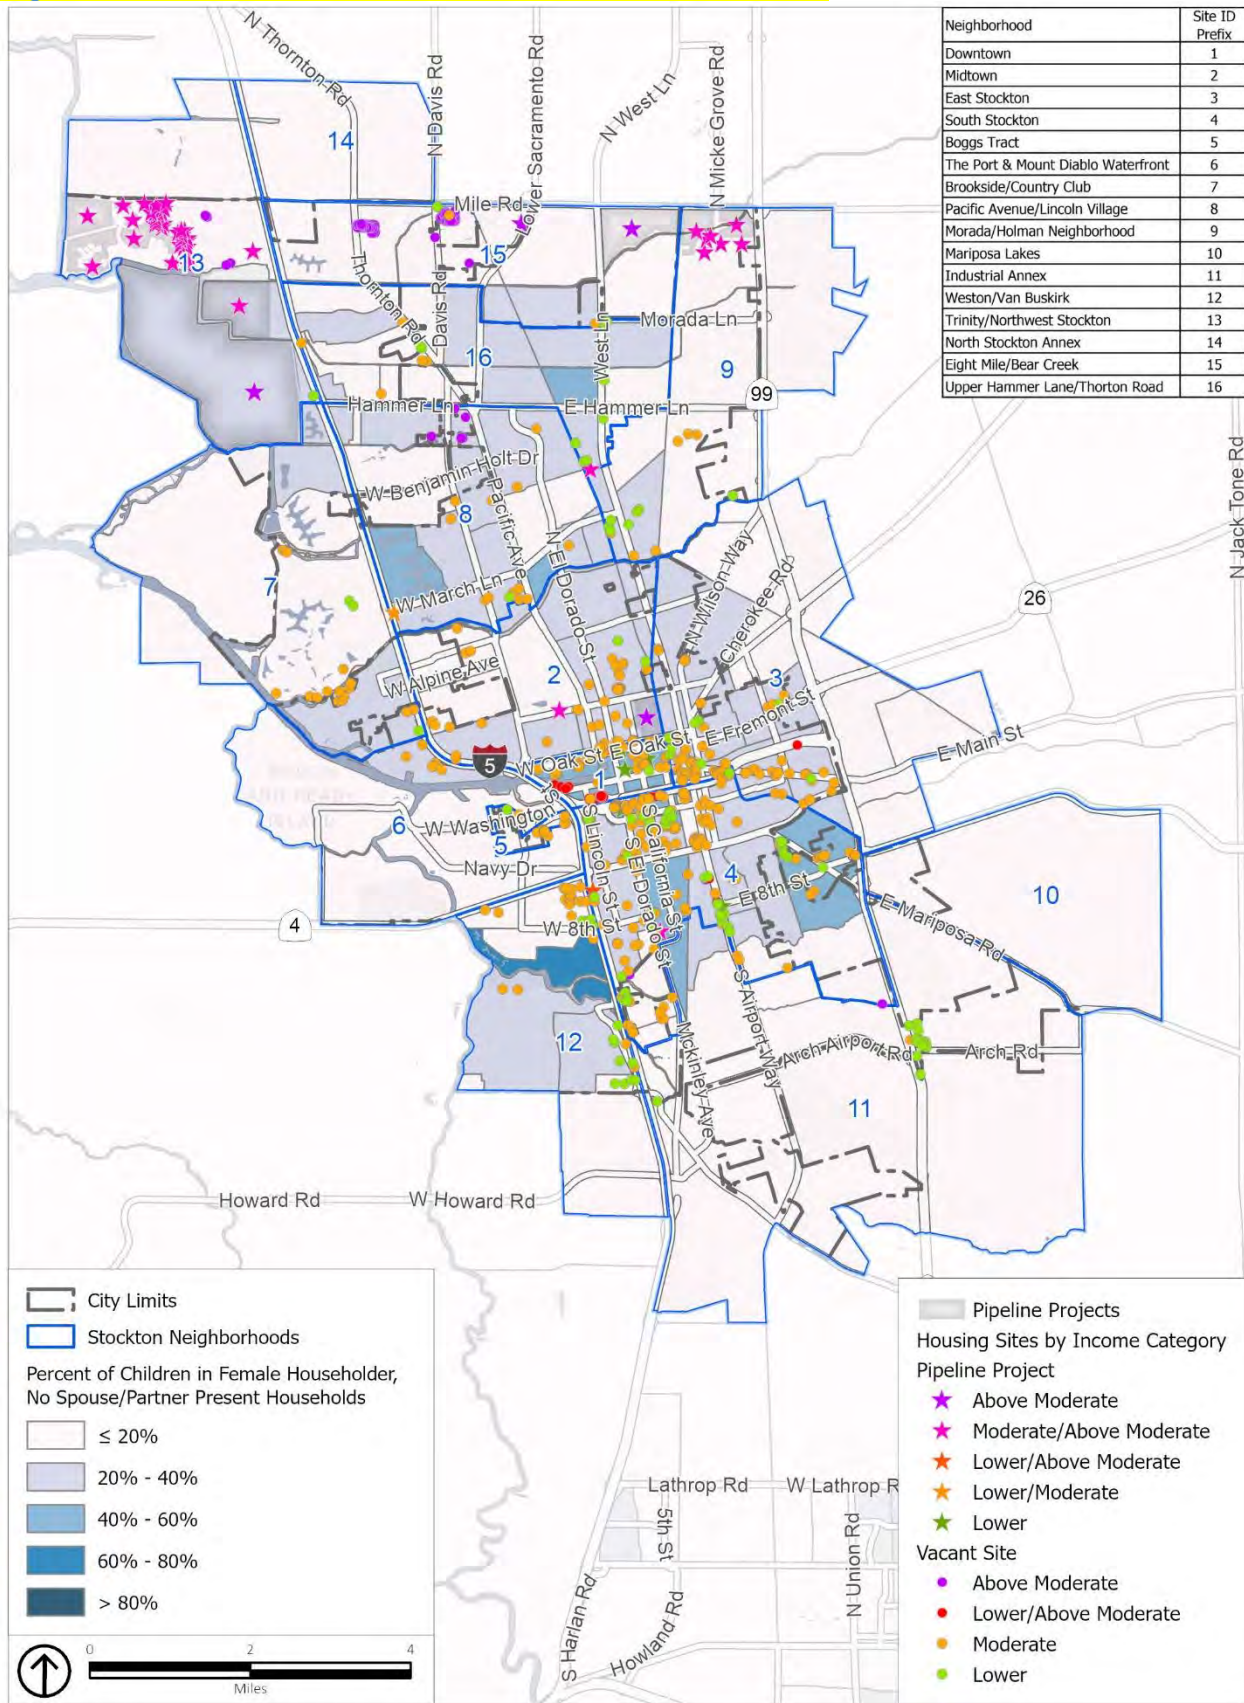 Neighborhood Site ID Prefix
Downtown 1
Midtown 2
East Stockton 3
South Stockton 4
Boggs Tract 5
The Port & Mount Diablo Waterfront 6
Brookside/Country Club 7
Pacific Avenue/Lincoln Village 8
Morada/Holman Neighborhood 9
Mariposa Lakes 10
Industrial Annex 11
Weston/Van Buskirk 12
Trinity/Northwest Stockton 13
North Stockton Annex 14
Eight Mile/Bear Creek 15
Upper Hammer Lane/Thorton Road 16
N Thornton Rd
N Davis Rd
Lower Sacramento Rd
N West Ln
N Micke Grove Rd
14
Mile Rd
13
15
Thornton Rd
Davis Rd
West Ln
Morada Ln
16
9
99
Hammer Ln
E Hammer Ln
N Jack Tone Rd
W Benjamin Holt Dr
8
Pacific Ave
N El Dorado St
7
W March Ln
N Wilson Way
Cherokee Rd
26
2
3
W Alpine Ave
E Fremont St
E Main St
W Oak St
E Oak St
5
1
6
W Washington St
5
S Lincoln St
S California St
S El Dorado St
Navy Dr
4
E 8th St
10
4
W 8th St
E Mariposa Rd
12
S Airport Way
Mckinley Ave
Arch Airport Rd
Arch Rd
11
Howard Rd
W Howard Rd
City Limits
Stockton Neighborhoods
Percent of Children in Female Householder,
No Spouse/Partner Present Households
≤ 20%
20% - 40%
40% - 60%
60% - 80%
> 80%
0 2 4
Miles
Lathrop Rd
W Lathrop R
5th St
N Union Rd
S Harlan Rd
Howland Rd
Pipeline Projects
Housing Sites by Income Category
Pipeline Project
Above Moderate
Moderate/Above Moderate
Lower/Above Moderate
Lower/Moderate
Lower
Vacant Site
Above Moderate
Lower/Above Moderate
Moderate
Lower